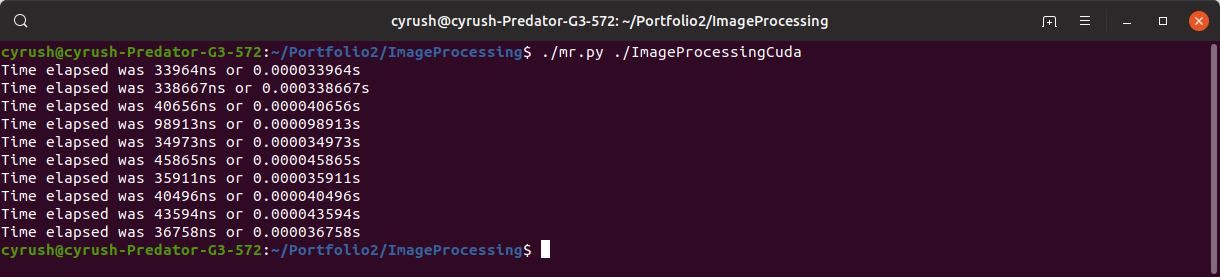 cyrush@cyrush-Predator-G3-572: ~/Portfolio2/ImageProcessing
cyrush@cyrush-Predator-G3-572:~/Portfolio2/ImageProcessing$ ./mr.py ./ImageProcessingCuda
Time elapsed was 33964ns or 0.000033964s
Time elapsed was 338667ns or 0.000338667s
Time elapsed was 40656ns or 0.000040656s
Time elapsed was 98913ns or 0.000098913s
Time elapsed was 34973ns or 0.000034973s
Time elapsed was 45865ns or 0.000045865s
Time elapsed was 35911ns or 0.000035911s
Time elapsed was 40496ns or 0.000040496s
Time elapsed was 43594ns or 0.000043594s
Time elapsed was 36758ns or 0.000036758s
cyrush@cyrush-Predator-G3-572:~/Portfolio2/ImageProcessing$